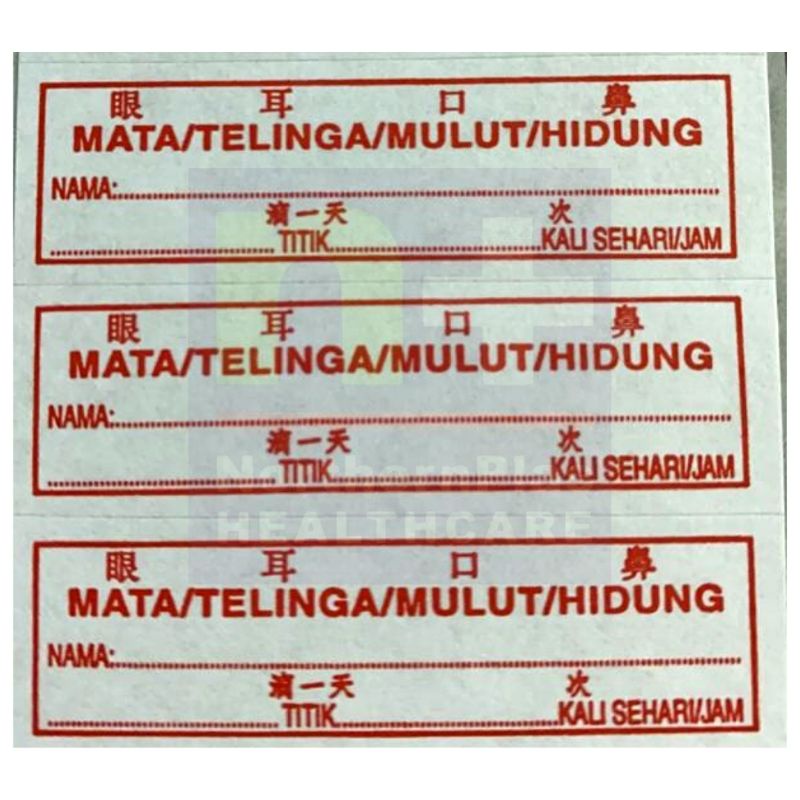 眼 耳 口 鼻
MATA/TELINGA/MULUT/HIDUNG
NAMA:
滴一天 次
TITIK KALI SEHARI/JAM
眼 耳 口 鼻
MATA/TELINGA/MULUT/HIDUNG
NAMA:
滴一天 次
TITIK KALI SEHARI/JAM
NorthernPlus
HEALTHCARE
眼 耳 口 鼻
MATA/TELINGA/MULUT/HIDUNG
NAMA:
滴一天 次
TITIK KALI SEHARI/JAM